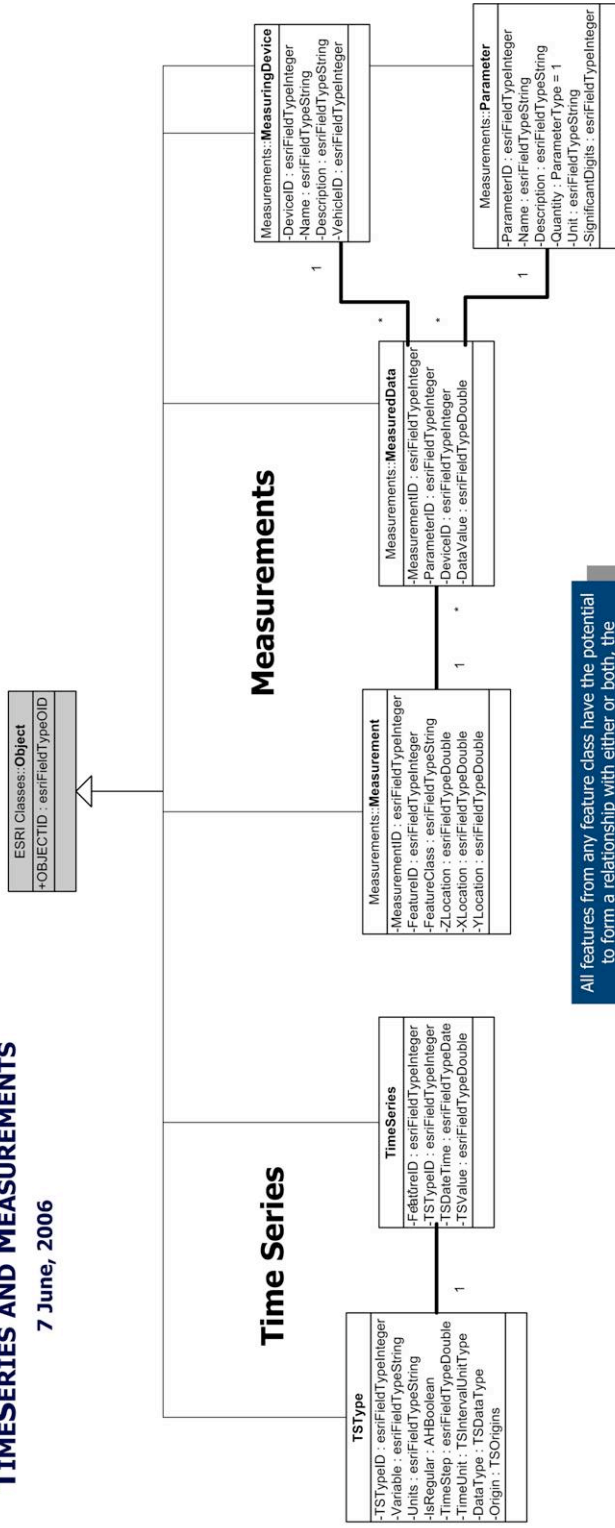 TIMESERIES AND MEASUREMENTS
7 June, 2006
ESRI Classes::Object
+OBJECTID : esriFieldTypeOID
Time Series
Measurements
TSType
-TSTypeID : esriFieldTypeInteger
-Variable : esriFieldTypeString
-Units : esriFieldTypeString
-IsRegular : AHBoolean
-TimeStep : esriFieldTypeDouble
-TimeUnit : TSIntervalUnitType
-DataType : TSDataType
-Origin : TSOrigins
1
TimeSeries
-FeatureID : esriFieldTypeInteger
-TSTypeID : esriFieldTypeInteger
-TSDateTime : esriFieldTypeDate
-TSValue : esriFieldTypeDouble
Measurements::Measurement
-MeasurementID : esriFieldTypeInteger
-FeatureID : esriFieldTypeInteger
-FeatureClass : esriFieldTypeString
-ZLocation : esriFieldTypeDouble
-XLocation : esriFieldTypeDouble
-YLocation : esriFieldTypeDouble
1
*
Measurements::MeasuredData
-MeasurementID : esriFieldTypeInteger
-ParameterID : esriFieldTypeInteger
-DeviceID : esriFieldTypeInteger
-DataValue : esriFieldTypeDouble
*
1
Measurements::MeasuringDevice
-DeviceID : esriFieldTypeInteger
-Name : esriFieldTypeString
-Description : esriFieldTypeString
-VehicleID : esriFieldTypeInteger
*
1
Measurements::Parameter
-ParameterID : esriFieldTypeInteger
-Name : esriFieldTypeString
-Description : esriFieldTypeString
-Quantity : ParameterType = 1
-Unit : esriFieldTypeString
-SignificantDigits : esriFieldTypeInteger
All features from any feature class have the potential
to form a relationship with either or both, the